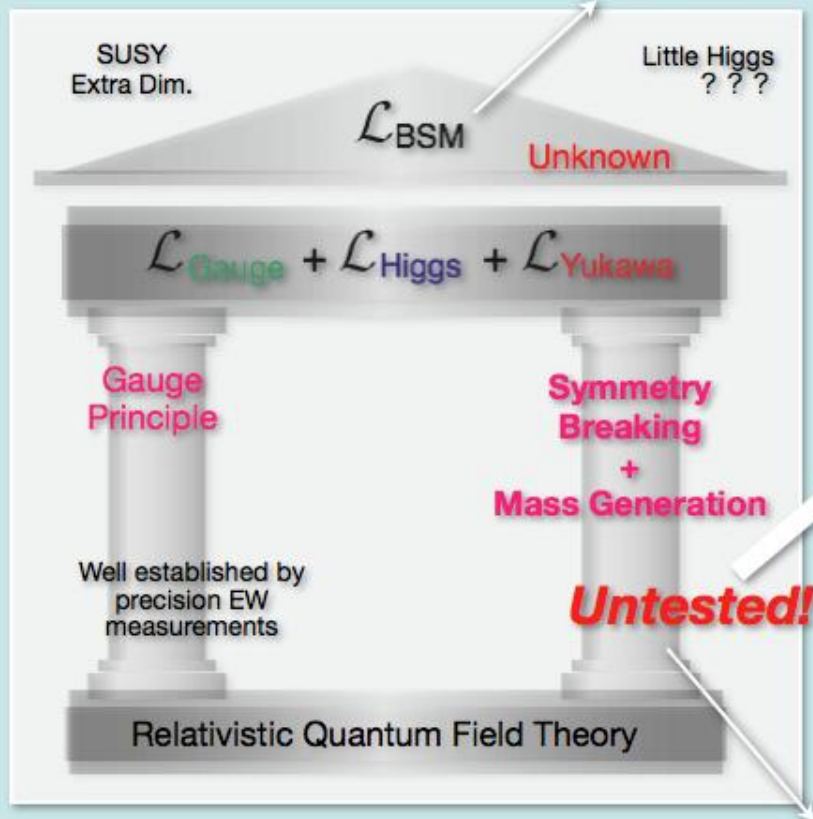 SUSY
Extra Dim.
Little Higgs
? ? ?
ℒBSM
Unknown
ℒGauge + ℒHiggs + ℒYukawa
Gauge
Principle
Symmetry
Breaking
+
Mass Generation
Well established by
precision EW
measurements
Untested!
Relativistic Quantum Field Theory